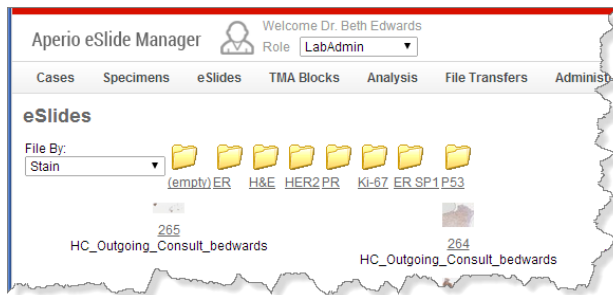 Aperio eSlide Manager
Welcome Dr. Beth Edwards
Role LabAdmin
Cases Specimens eSlides TMA Blocks Analysis File Transfers
eSlides
File By:
Stain
(empty) ER H&E HER2 PR Ki-67 ER SP1 P53
265 264
HC_Outgoing_Consult_bedwards HC_Outgoing_Consult_bedwards